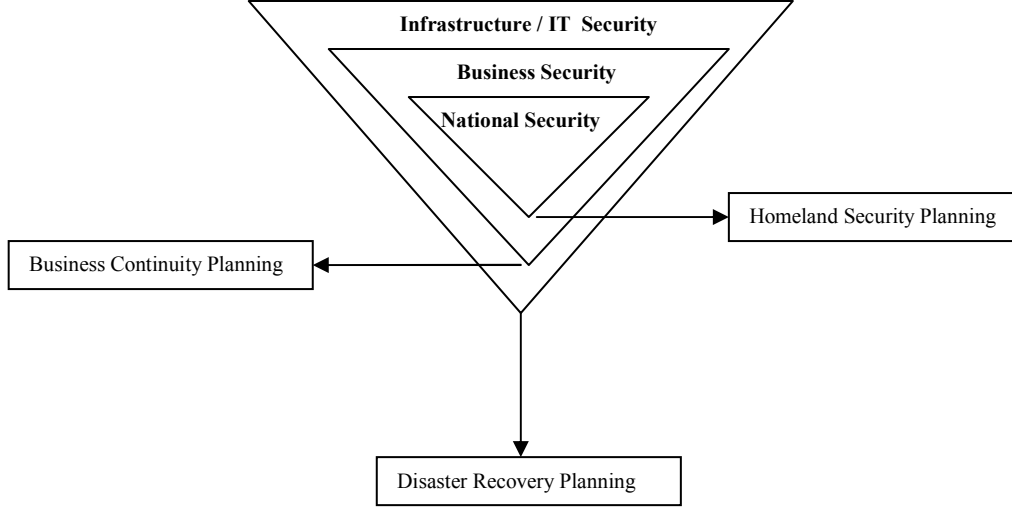 Infrastructure / IT  Security
Business Security
National Security
Homeland Security Planning
Business Continuity Planning
Disaster Recovery Planning